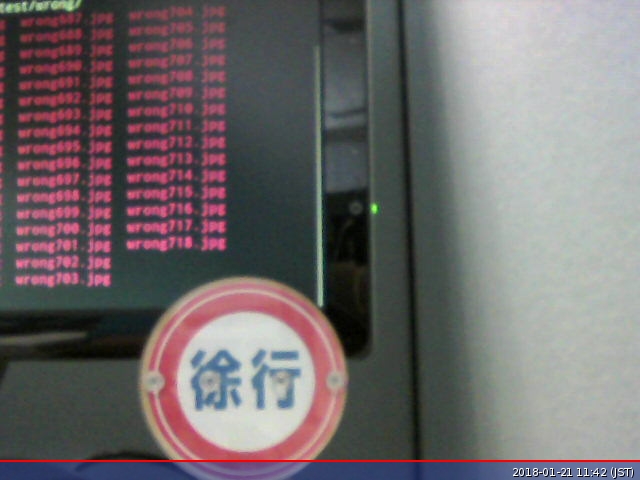 test/wrong/
wrong687.jpg wrong704.jpg
wrong688.jpg wrong705.jpg
wrong689.jpg wrong706.jpg
wrong690.jpg wrong707.jpg
wrong691.jpg wrong708.jpg
wrong692.jpg wrong709.jpg
wrong693.jpg wrong710.jpg
wrong694.jpg wrong711.jpg
wrong695.jpg wrong712.jpg
wrong696.jpg wrong713.jpg
wrong697.jpg wrong714.jpg
wrong698.jpg wrong715.jpg
wrong699.jpg wrong716.jpg
wrong700.jpg wrong717.jpg
wrong701.jpg wrong718.jpg
wrong702.jpg
wrong703.jpg
徐行
2018-01-21 11:42 (JST)